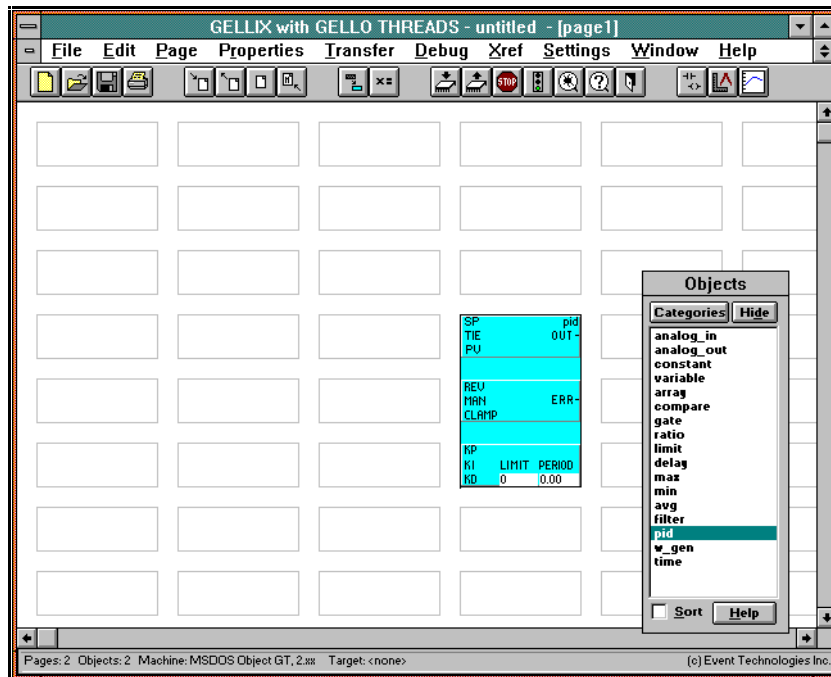 GELLIX with GELLO THREADS - untitled - [page1]
File Edit Page Properties Transfer Debug Xref Settings Window Help
STOP
SP pid
TIE OUT-
PV
REV
MAN ERR-
CLAMP
KP
KI LIMIT PERIOD
KD 0 0.00
Objects
Categories Hide
analog_in
analog_out
constant
variable
array
compare
gate
ratio
limit
delay
max
min
avg
filter
pid
w_gen
time
Sort Help
Pages: 2 Objects: 2 Machine: MSDOS Object GT, 2.xx Target: <none> (c) Event Technologies Inc.